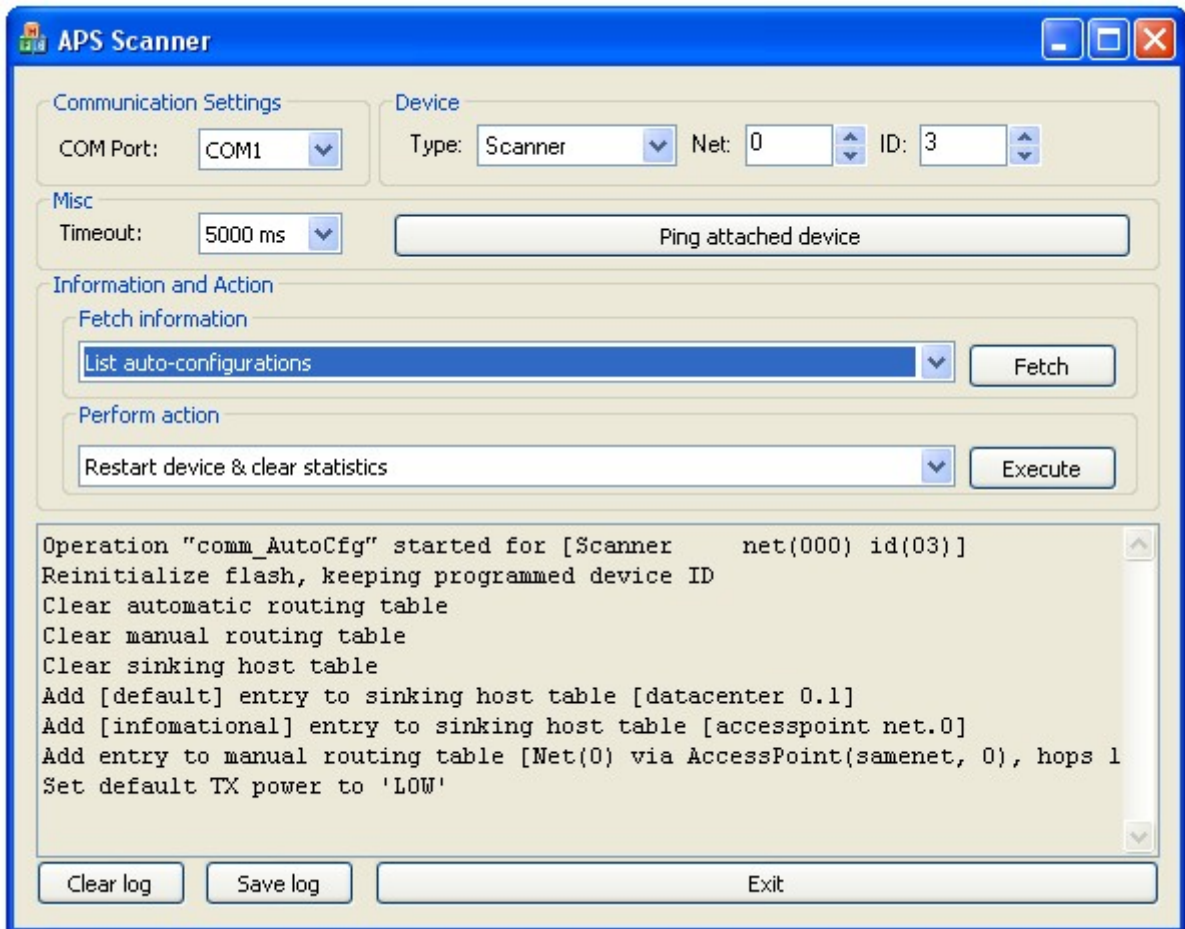 APS Scanner
Communication Settings
COM Port: COM1
Device
Type: Scanner Net: 0 ID: 3
Misc
Timeout: 5000 ms
Ping attached device
Information and Action
Fetch information
List auto-configurations
Fetch
Perform action
Restart device & clear statistics
Execute
Operation "comm_AutoCfg" started for [Scanner     net(000) id(03)]
Reinitialize flash, keeping programmed device ID
Clear automatic routing table
Clear manual routing table
Clear sinking host table
Add [default] entry to sinking host table [datacenter 0.1]
Add [infomational] entry to sinking host table [accesspoint net.0]
Add entry to manual routing table [Net(0) via AccessPoint(samenet, 0), hops 1
Set default TX power to 'LOW'
Clear log Save log Exit